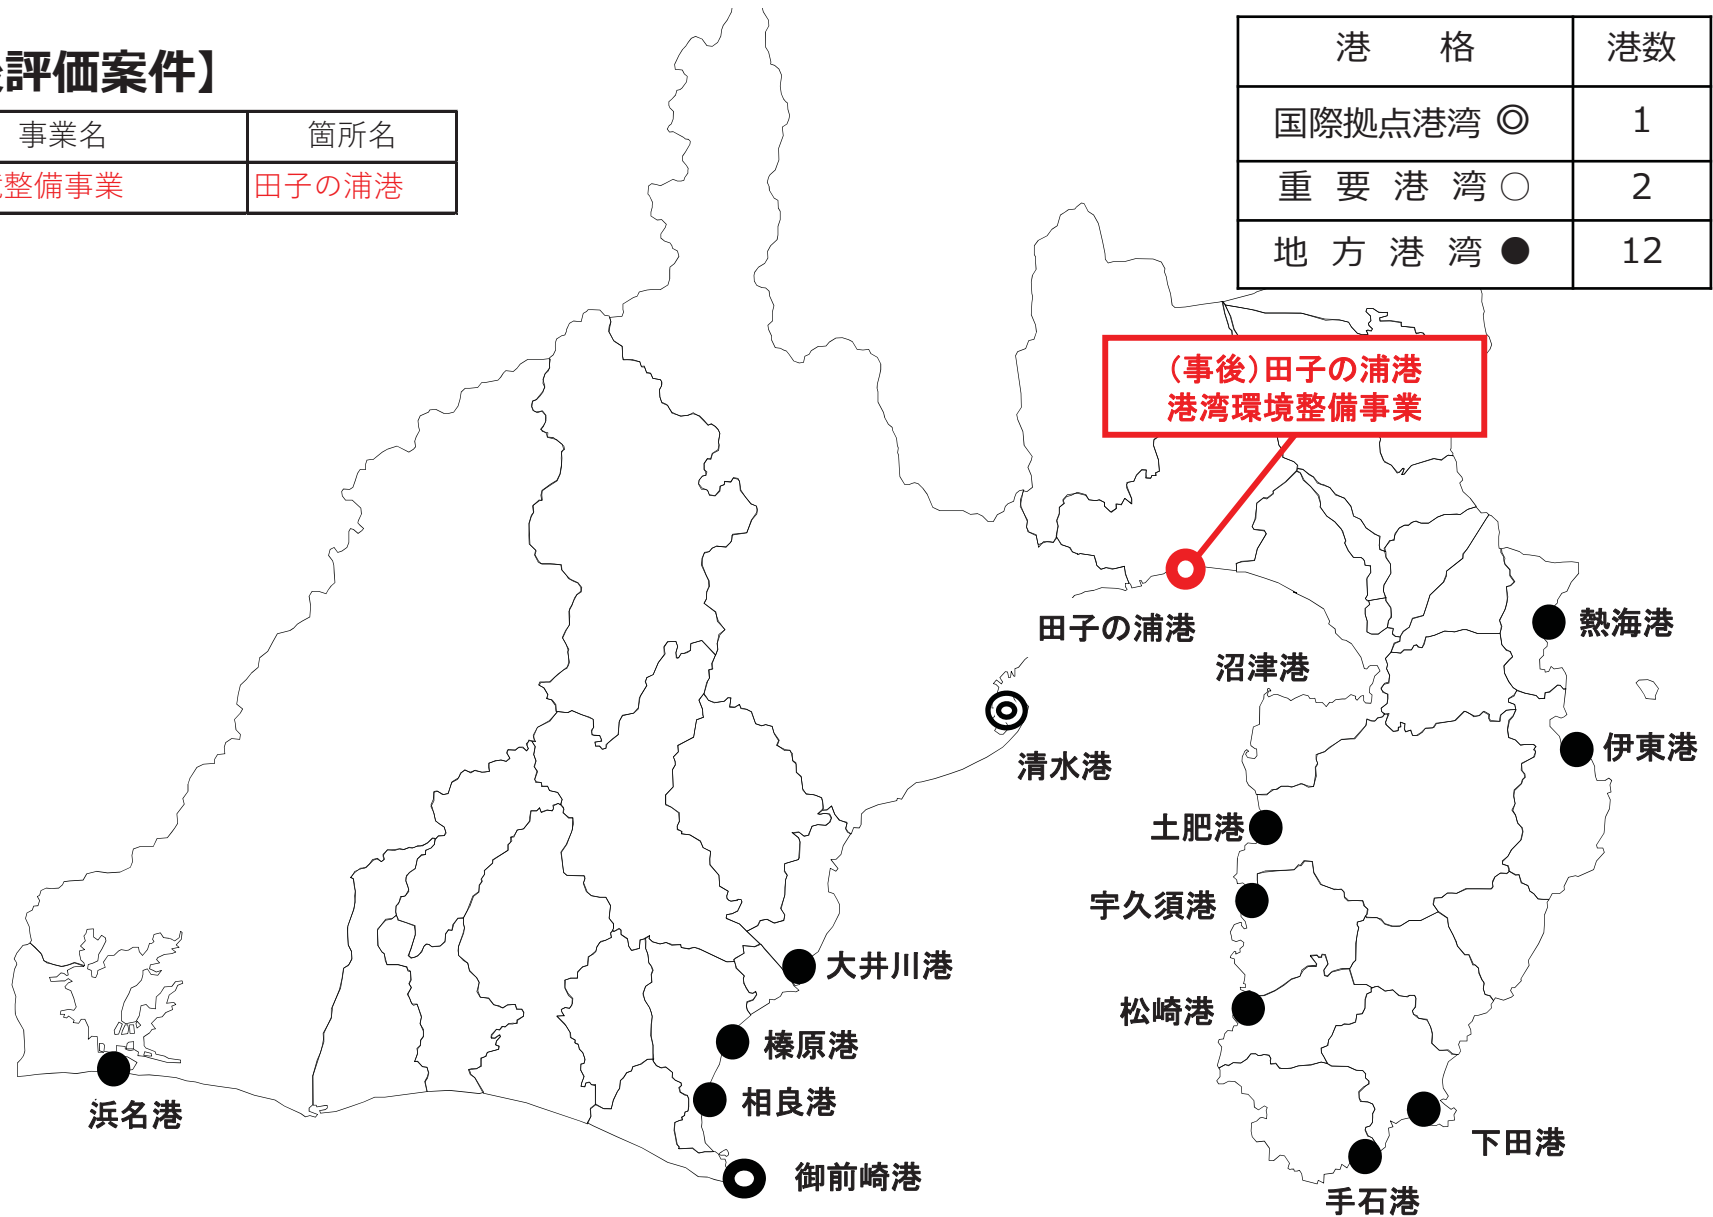 評価案件】
事業名 箇所名
整備事業 田子の浦港
港 格 港数
国際拠点港湾 ◎ 1
重要港湾 ○ 2
地方港湾 ● 12
（事後）田子の浦港
港湾環境整備事業
田子の浦港
熱海港
沼津港
伊東港
清水港
土肥港
宇久須港
大井川港
松崎港
榛原港
相良港
浜名港
下田港
御前崎港
手石港